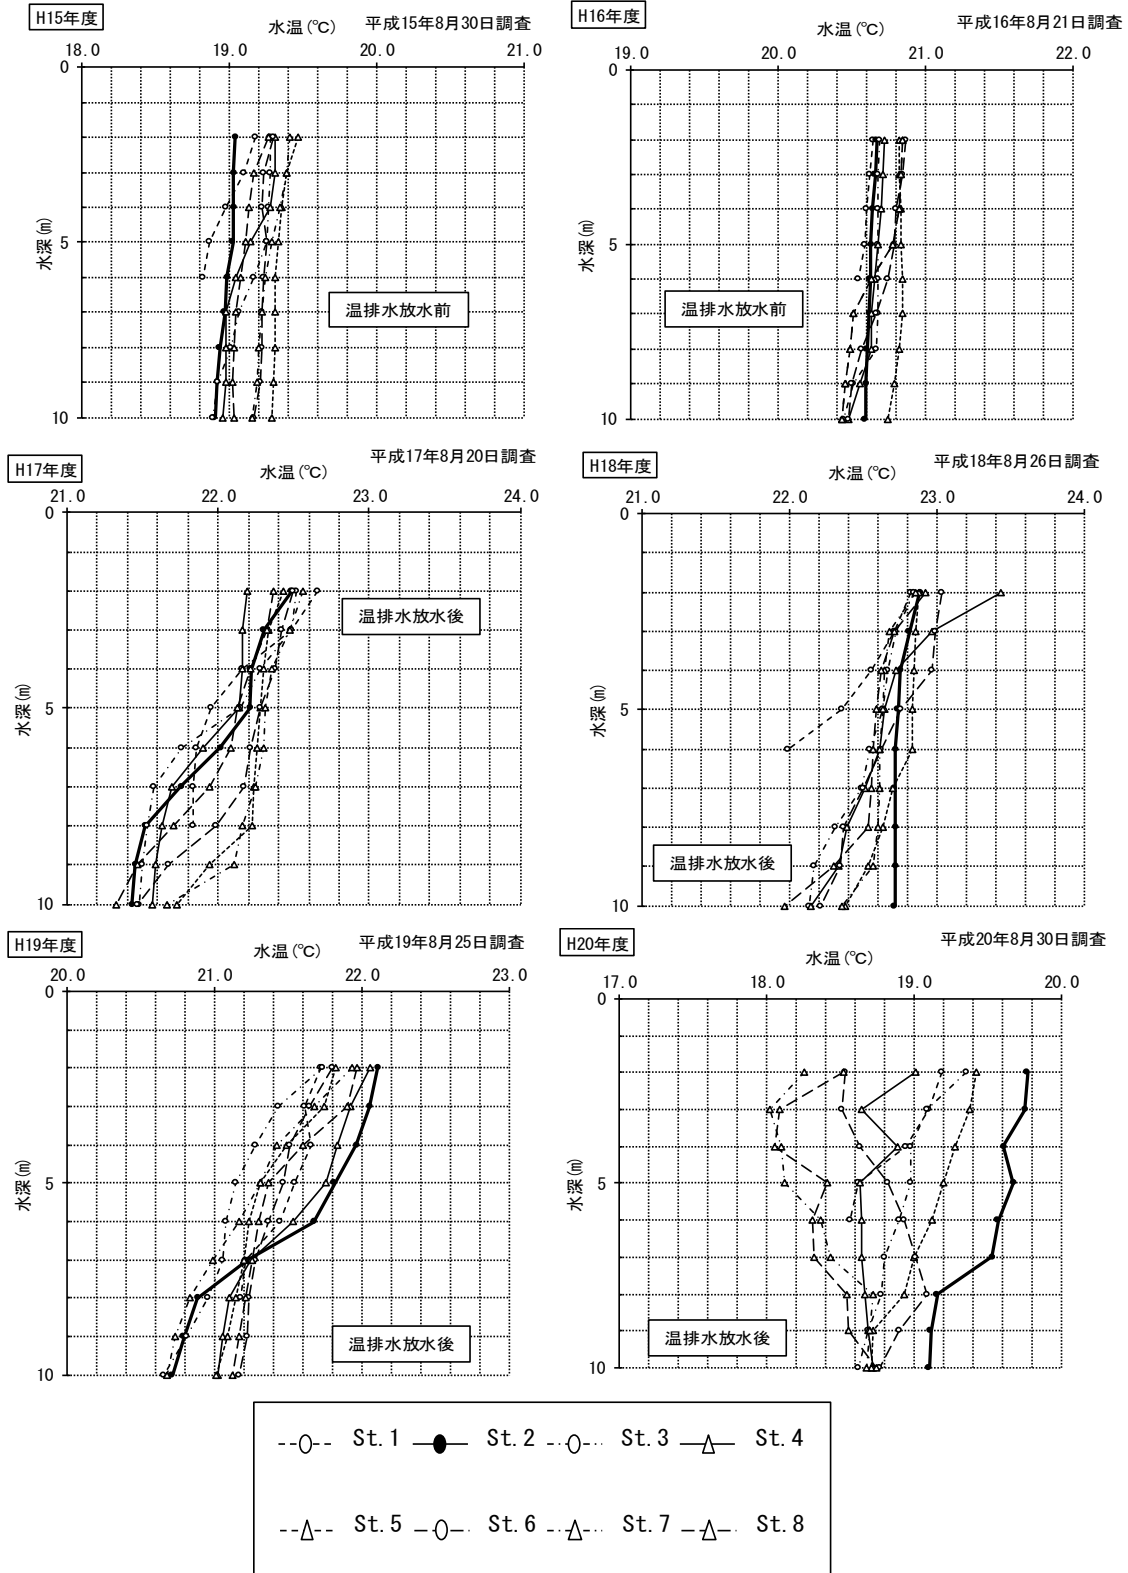 H15年度
平成15年8月30日調査
水温(℃)
18.0 19.0 20.0 21.0
0
5
10
水深(m)
温排水放水前
H16年度
平成16年8月21日調査
水温(℃)
19.0 20.0 21.0 22.0
0
5
10
水深(m)
温排水放水前
H17年度
平成17年8月20日調査
水温(℃)
21.0 22.0 23.0 24.0
0
5
10
水深(m)
温排水放水後
H18年度
平成18年8月26日調査
水温(℃)
21.0 22.0 23.0 24.0
0
5
10
水深(m)
温排水放水後
H19年度
平成19年8月25日調査
水温(℃)
20.0 21.0 22.0 23.0
0
5
10
水深(m)
温排水放水後
H20年度
平成20年8月30日調査
水温(℃)
17.0 18.0 19.0 20.0
0
5
10
水深(m)
温排水放水後
St.1 St.2 St.3 St.4
St.5 St.6 St.7 St.8